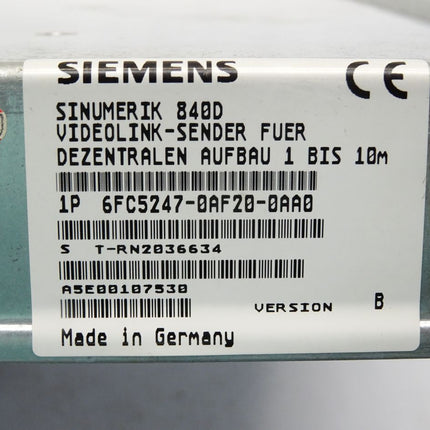 SIEMENS CE
SINUMERIK 840D
VIDEOLINK-SENDER FUER
DEZENTRALEN AUFBAU 1 BIS 10m
1P 6FC5247-0AF20-0AA0
S T-RN2036634
A5E00107530
VERSION B
Made in Germany